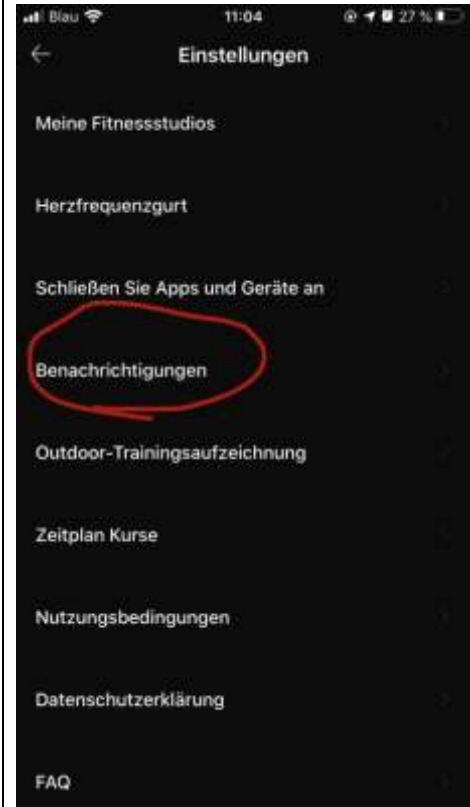 Blau 11:04 27 %
Einstellungen
Meine Fitnessstudios
Herzfrequenzgurt
Schließen Sie Apps und Geräte an
Benachrichtigungen
Outdoor-Trainingsaufzeichnung
Zeitplan Kurse
Nutzungsbedingungen
Datenschutzerklärung
FAQ